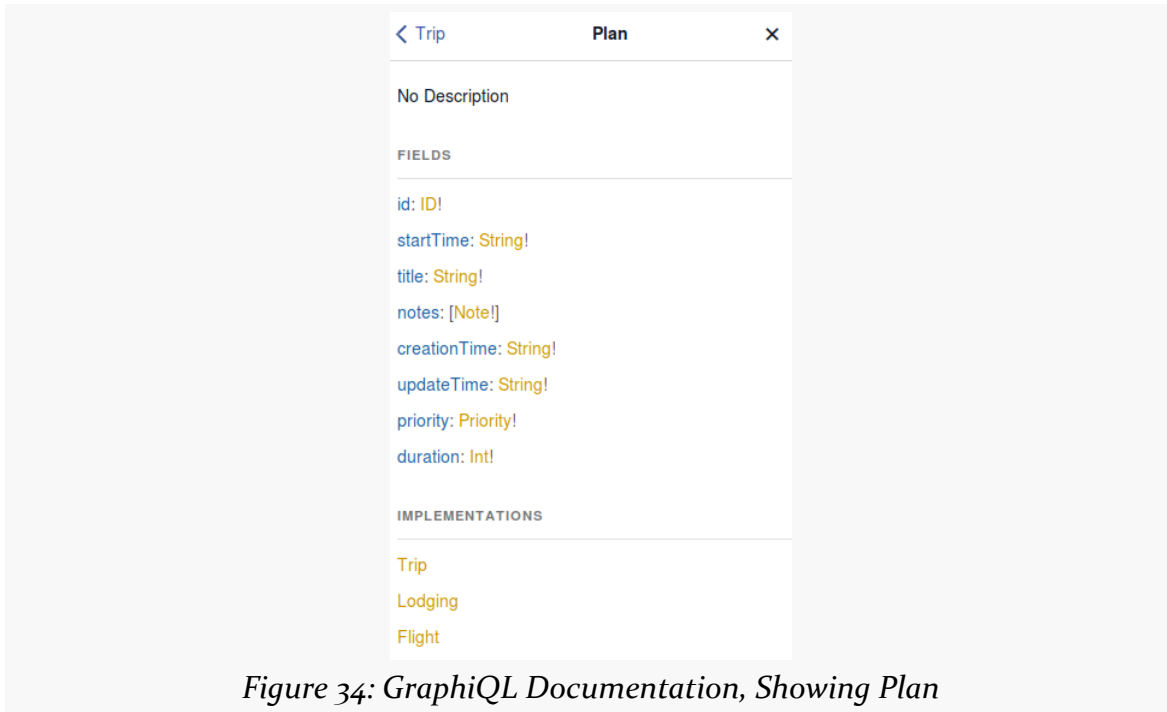 Trip Plan ×
No Description
FIELDS
id: ID!
startTime: String!
title: String!
notes: [Note!]
creationTime: String!
updateTime: String!
priority: Priority!
duration: Int!
IMPLEMENTATIONS
Trip
Lodging
Flight
Figure 34: GraphiQL Documentation, Showing Plan